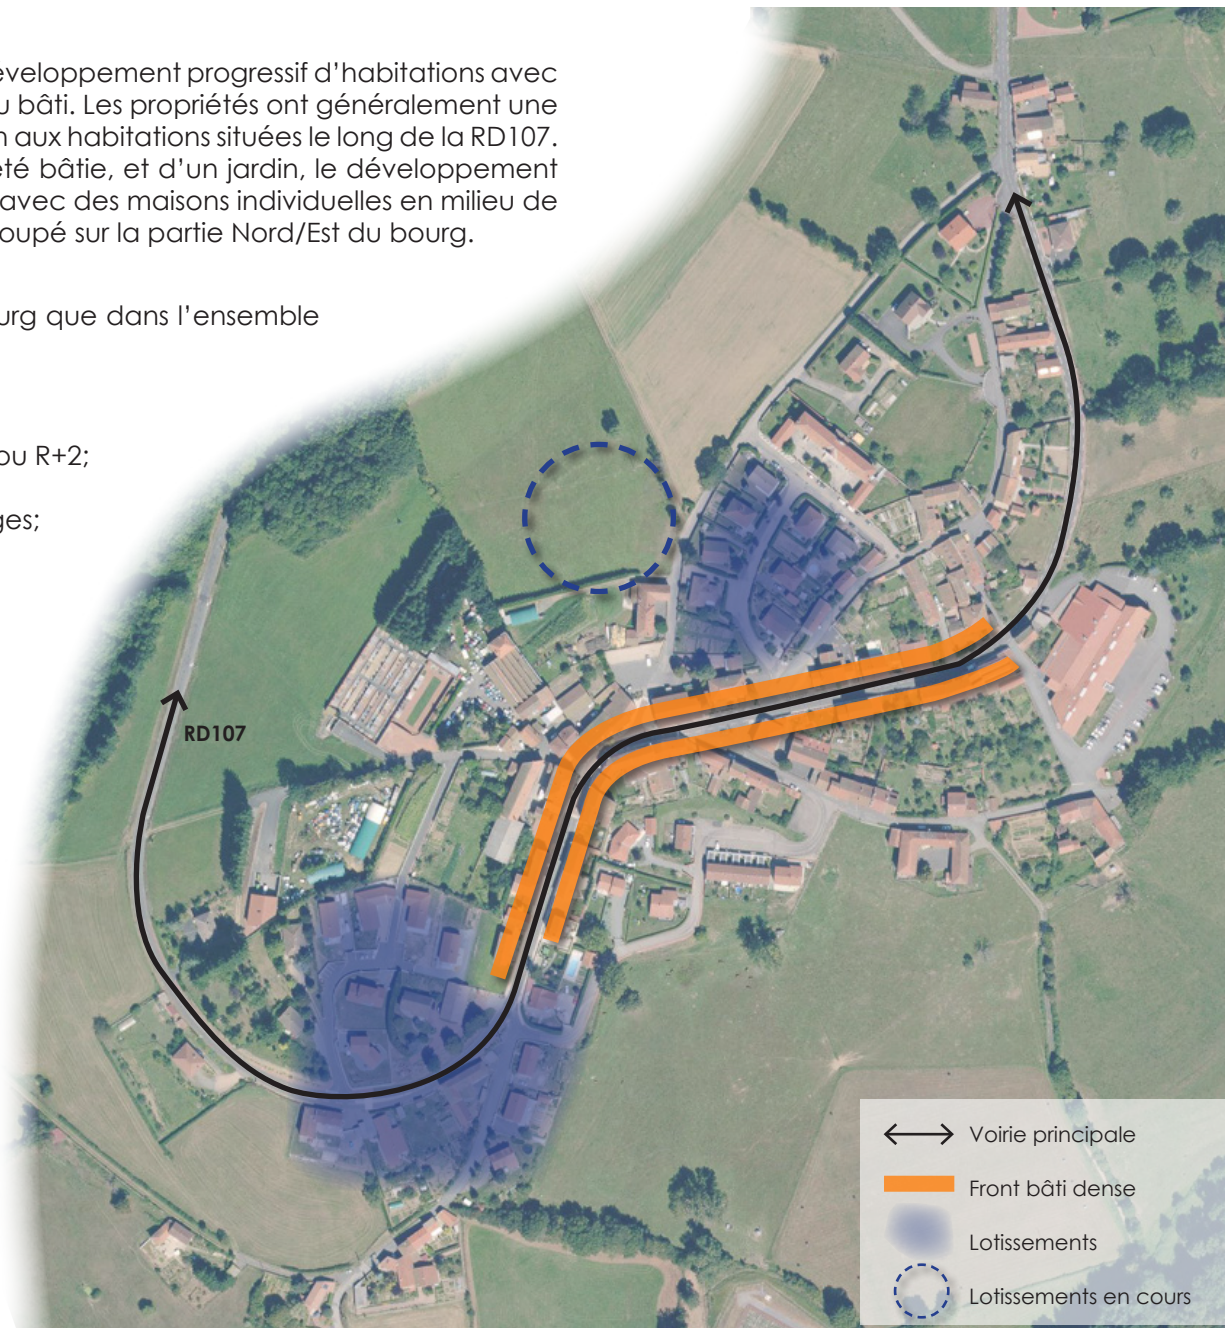 éveloppement progressif d’habitations avec
u bâti. Les propriétés ont généralement une
n aux habitations situées le long de la RD107.
été bâtie, et d’un jardin, le développement
avec des maisons individuelles en milieu de
oupé sur la partie Nord/Est du bourg.
urg que dans l’ensemble
ou R+2;
ges;
RD107
Voirie principale
Front bâti dense
Lotissements
Lotissements en cours